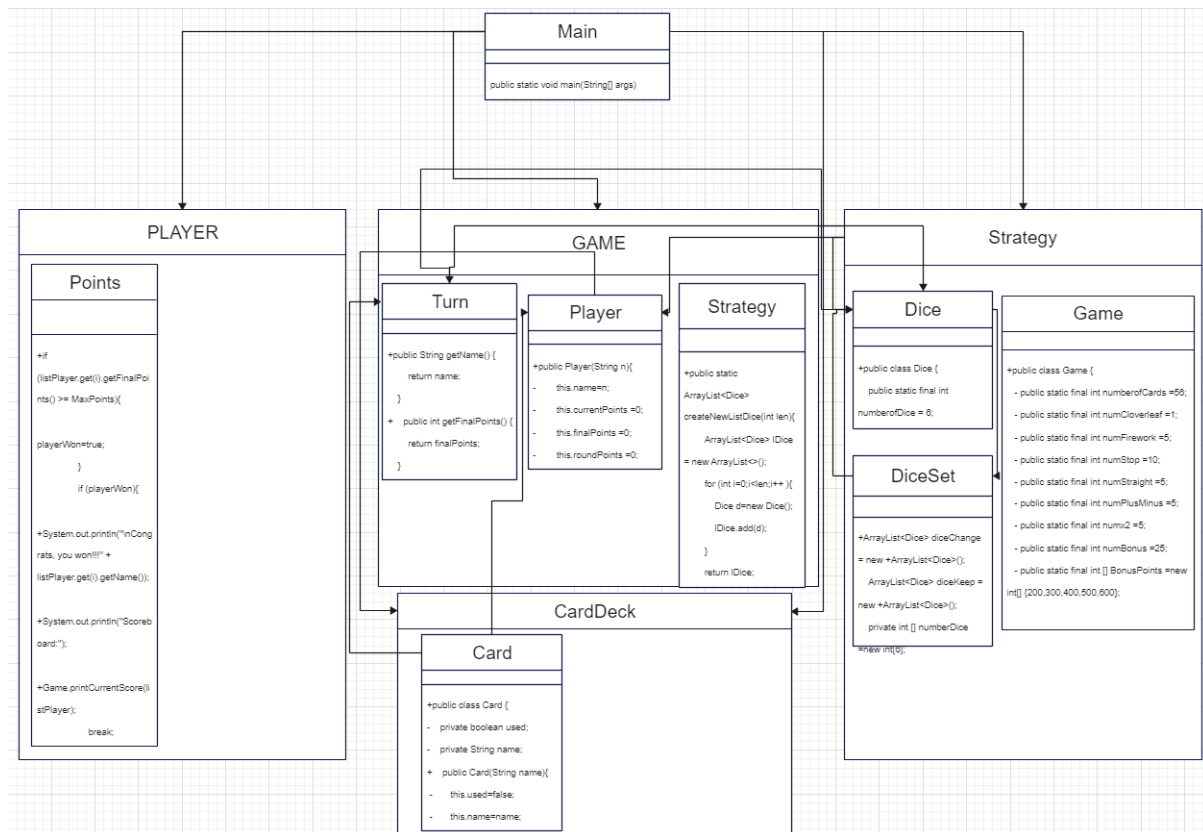 Main
public static void main(String[] args)
PLAYER
Points
+if
(listPlayer.get(i).getFinalPoi
nts() >= MaxPoints){
playerWon=true;
}
if (playerWon){
+System.out.println("\nCong
rats, you won!!!" +
listPlayer.get(i).getName());
+System.out.println("Scoreb
oard:");
+Game.printCurrentScore(li
stPlayer);
break;
GAME
Turn
+public String getName() {
return name;
}
+ public int getFinalPoints() {
return finalPoints;
}
Player
+public Player(String n){
- this.name=n;
- this.currentPoints =0;
- this.finalPoints =0;
- this.roundPoints =0;
Strategy
+public static
ArrayList<Dice>
createNewListDice(int len){
ArrayList<Dice> lDice
= new ArrayList<>();
for (int i=0;i<len;i++ ){
Dice d=new Dice();
lDice.add(d);
}
return lDice;
CardDeck
Card
+public class Card {
- private boolean used;
- private String name;
+ public Card(String name){
- this.used=false;
- this.name=name;
Strategy
Dice
+public class Dice {
public static final int
numberofDice = 6;
DiceSet
+ArrayList<Dice> diceChange
= new +ArrayList<Dice>();
ArrayList<Dice> diceKeep =
new +ArrayList<Dice>();
private int [] numberDice
=new int[6];
Game
+public class Game {
- public static final int numberofCards =56;
- public static final int numCloverleaf =1;
- public static final int numFirework =5;
- public static final int numStop =10;
- public static final int numStraight =5;
- public static final int numPlusMinus =5;
- public static final int numx2 =5;
- public static final int numBonus =25;
- public static final int [] BonusPoints =new
int[] {200,300,400,500,600};